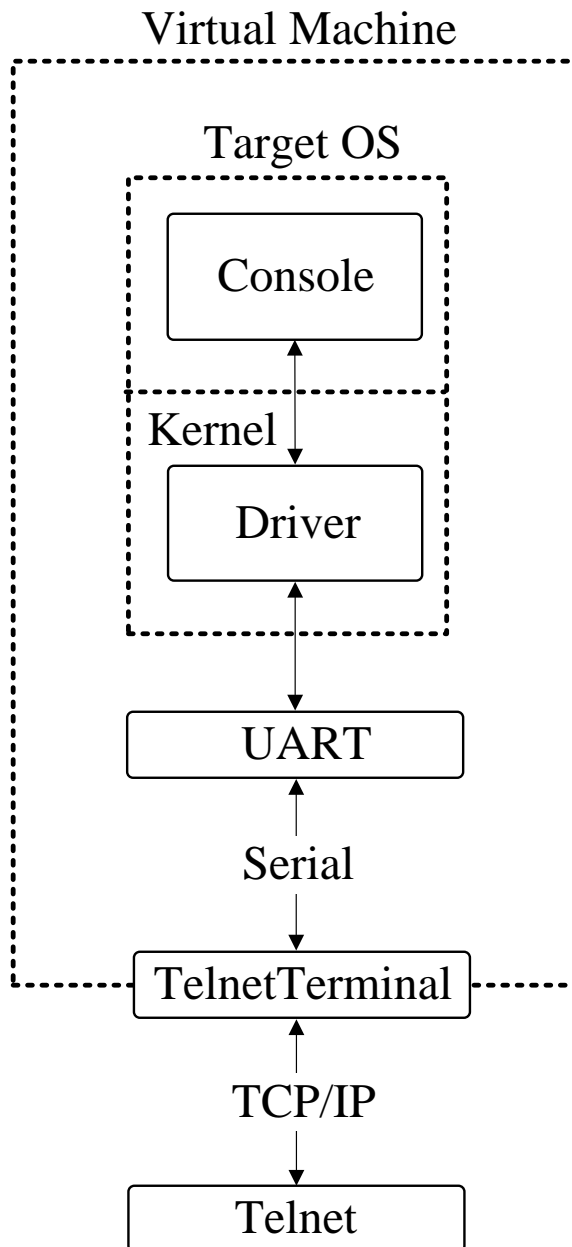 Virtual Machine
Target OS
Console
Kernel
Driver
UART
Serial
TelnetTerminal
TCP/IP
Telnet